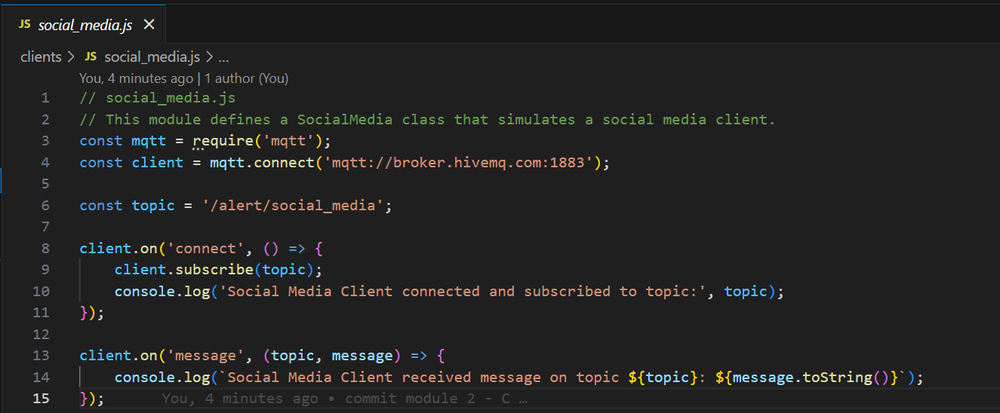 JS social_media.js ×
clients > JS social_media.js > ...
You, 4 minutes ago | 1 author (You)
1 // social_media.js
2 // This module defines a SocialMedia class that simulates a social media client.
3 const mqtt = require('mqtt');
4 const client = mqtt.connect('mqtt://broker.hivemq.com:1883');
5
6 const topic = '/alert/social_media';
7
8 client.on('connect', () => {
9     client.subscribe(topic);
10     console.log('Social Media Client connected and subscribed to topic:', topic);
11 });
12
13 client.on('message', (topic, message) => {
14     console.log(`Social Media Client received message on topic ${topic}: ${message.toString()}`);
15 });       You, 4 minutes ago • commit module 2 - C …